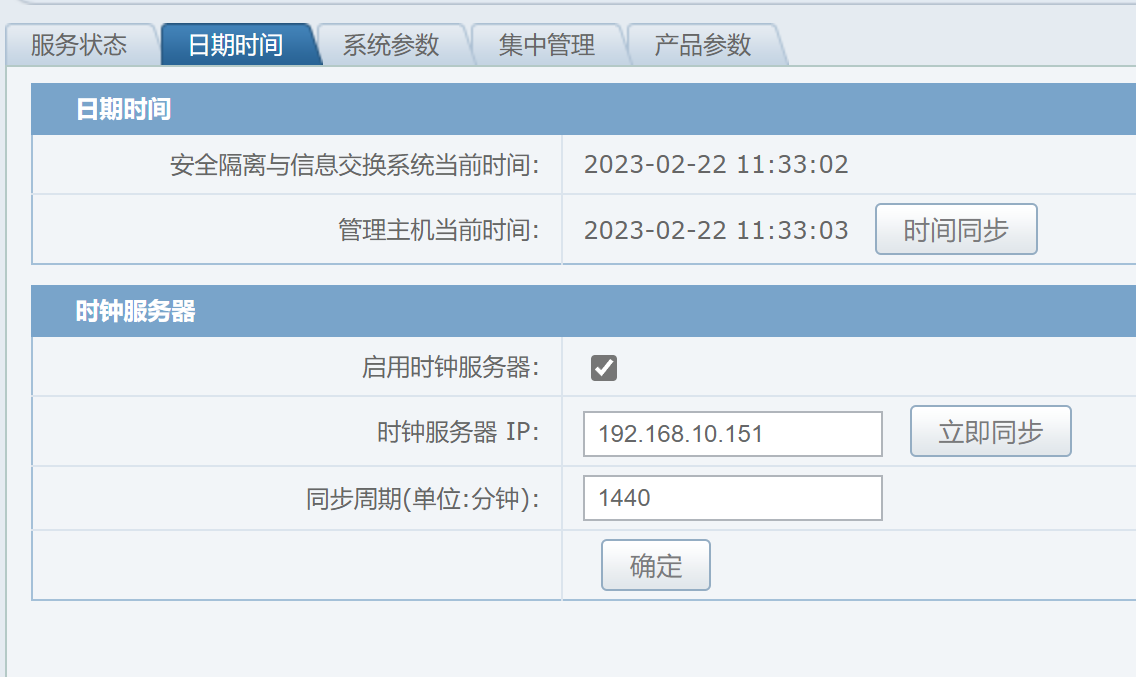 服务状态 日期时间 系统参数 集中管理 产品参数
日期时间
安全隔离与信息交换系统当前时间: 2023-02-22 11:33:02
管理主机当前时间: 2023-02-22 11:33:03 时间同步
时钟服务器
启用时钟服务器:
时钟服务器 IP: 192.168.10.151 立即同步
同步周期(单位:分钟): 1440
确定